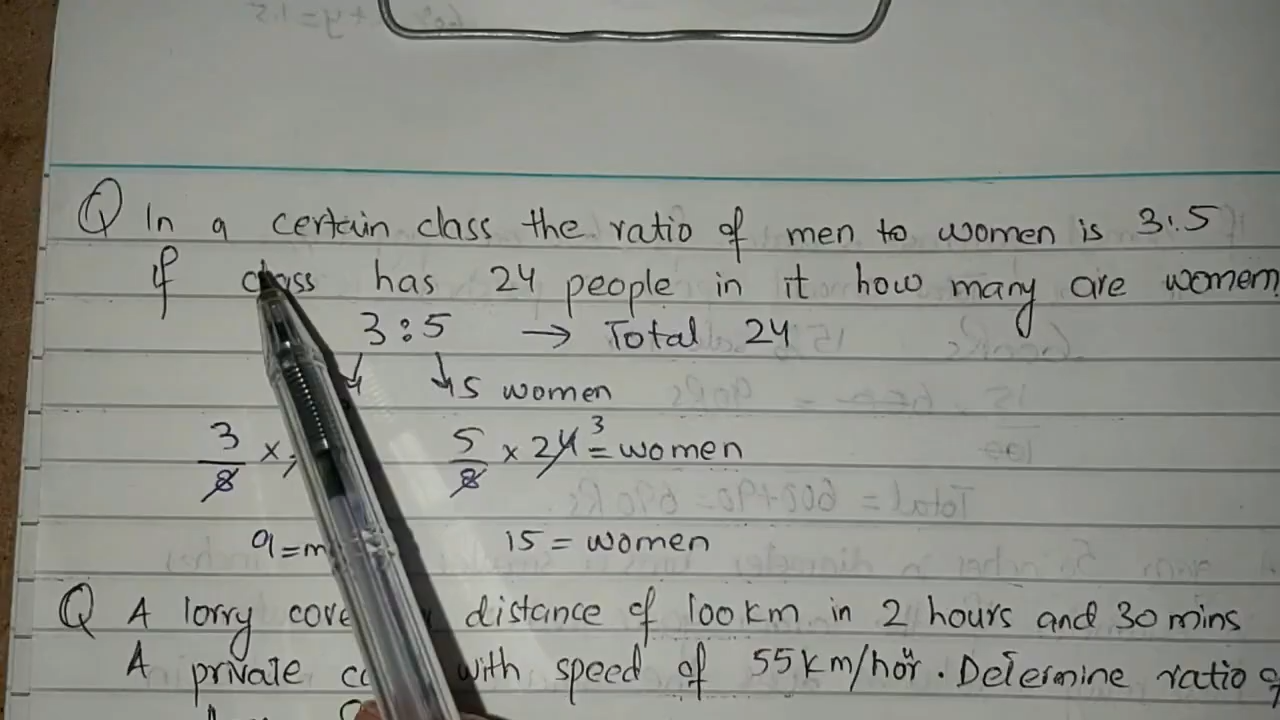 Q In a certain class the ratio of men to women is 3:5
If class has 24 people in it how many are women
3:5 → Total 24
5 women
3/8 × 5/8 × 24 3 = women
9 = m 15 = women
Q A lorry cove distance of 100 km in 2 hours and 30 mins
A private with speed of 55 km/hour. Determine ratio